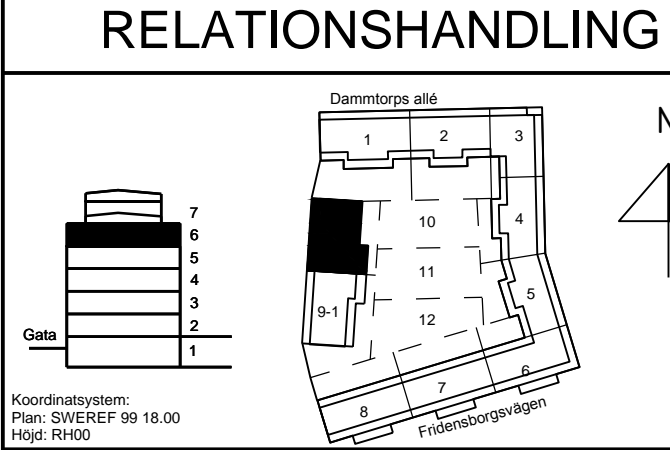 RELATIONSHANDLING
Dammtorps allé
N
1
2
3
4
10
11
5
9-1
12
6
7
8
Fridensborgsvägen
7
6
5
4
3
2
Gata
1
Koordinatsystem:
Plan: SWEREF 99 18.00
Höjd: RH00